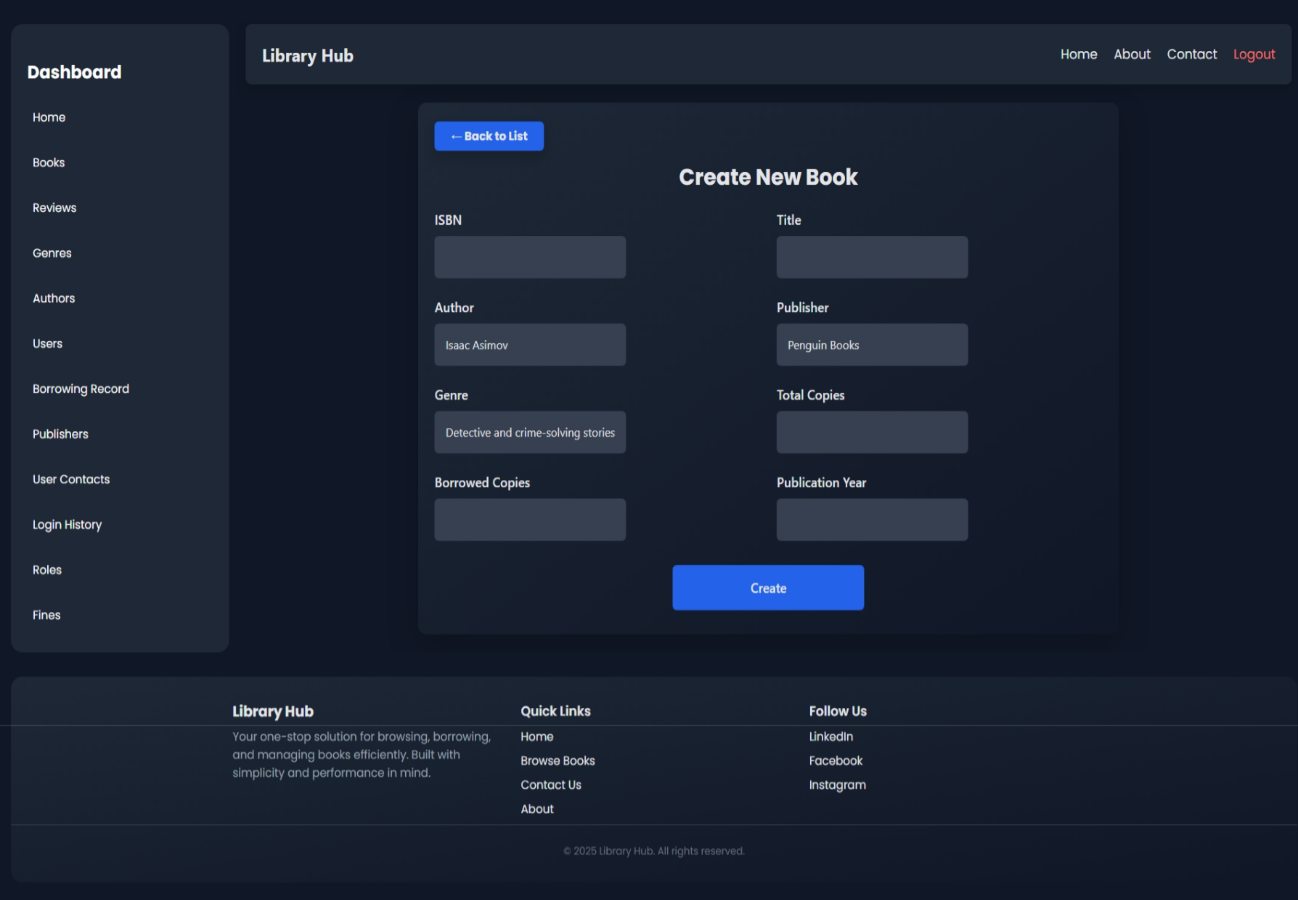 Dashboard
Home
Books
Reviews
Genres
Authors
Users
Borrowing Record
Publishers
User Contacts
Login History
Roles
Fines
Library Hub
Home About Contact Logout
← Back to List
Create New Book
ISBN
Title
Author
Isaac Asimov
Publisher
Penguin Books
Genre
Detective and crime-solving stories
Total Copies
Borrowed Copies
Publication Year
Create
Library Hub
Your one-stop solution for browsing, borrowing,
and managing books efficiently. Built with
simplicity and performance in mind.
Quick Links
Home
Browse Books
Contact Us
About
Follow Us
LinkedIn
Facebook
Instagram
© 2025 Library Hub. All rights reserved.